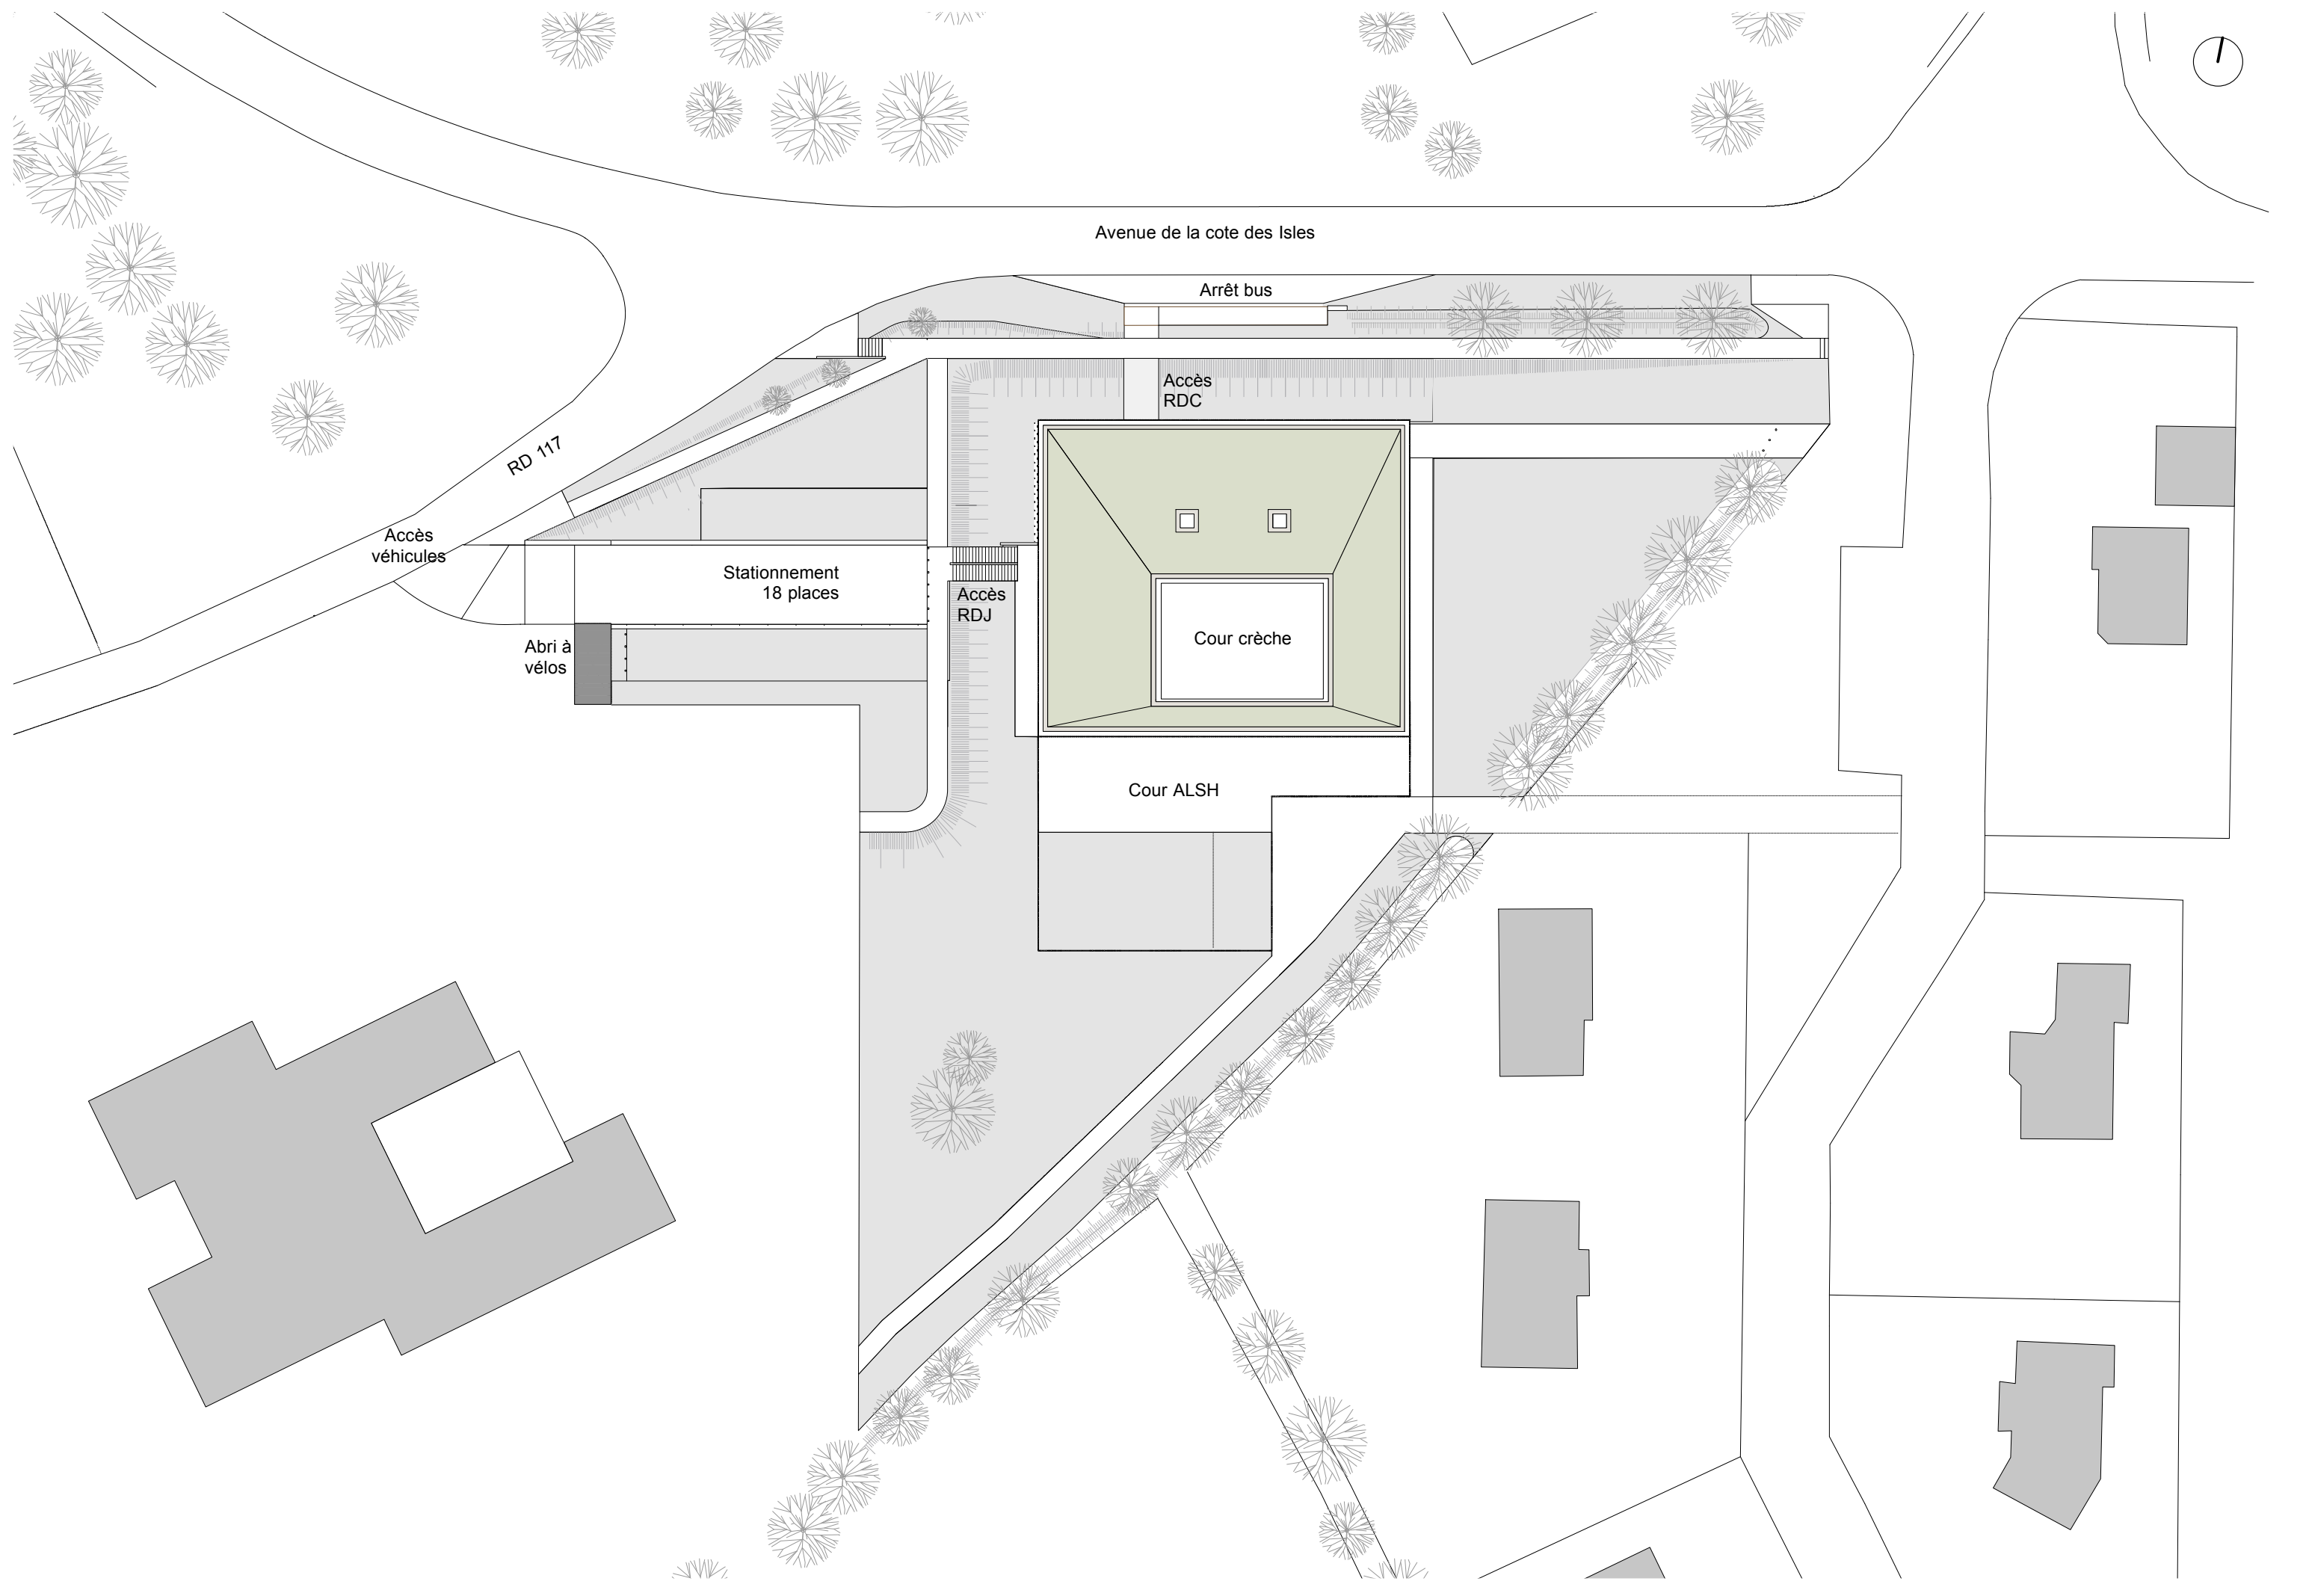 Avenue de la cote des Isles
Arrêt bus
Accès
RDC
RD 117
Accès
véhicules
Stationnement
18 places
Accès
RDJ
Abri à
vélos
Cour crèche
Cour ALSH